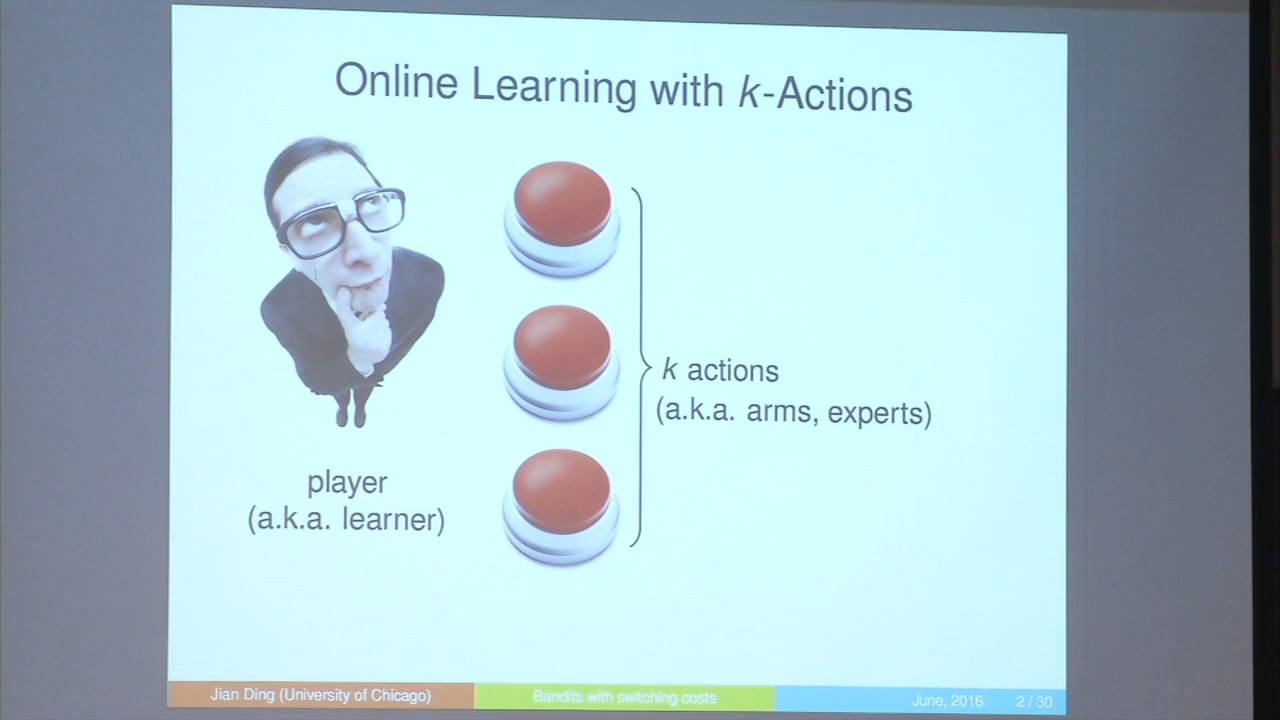 Online Learning with k-Actions
k actions
(a.k.a. arms, experts)
player
(a.k.a. learner)
Jian Ding (University of Chicago)
Bandits with switching costs
June, 2016
2 / 30